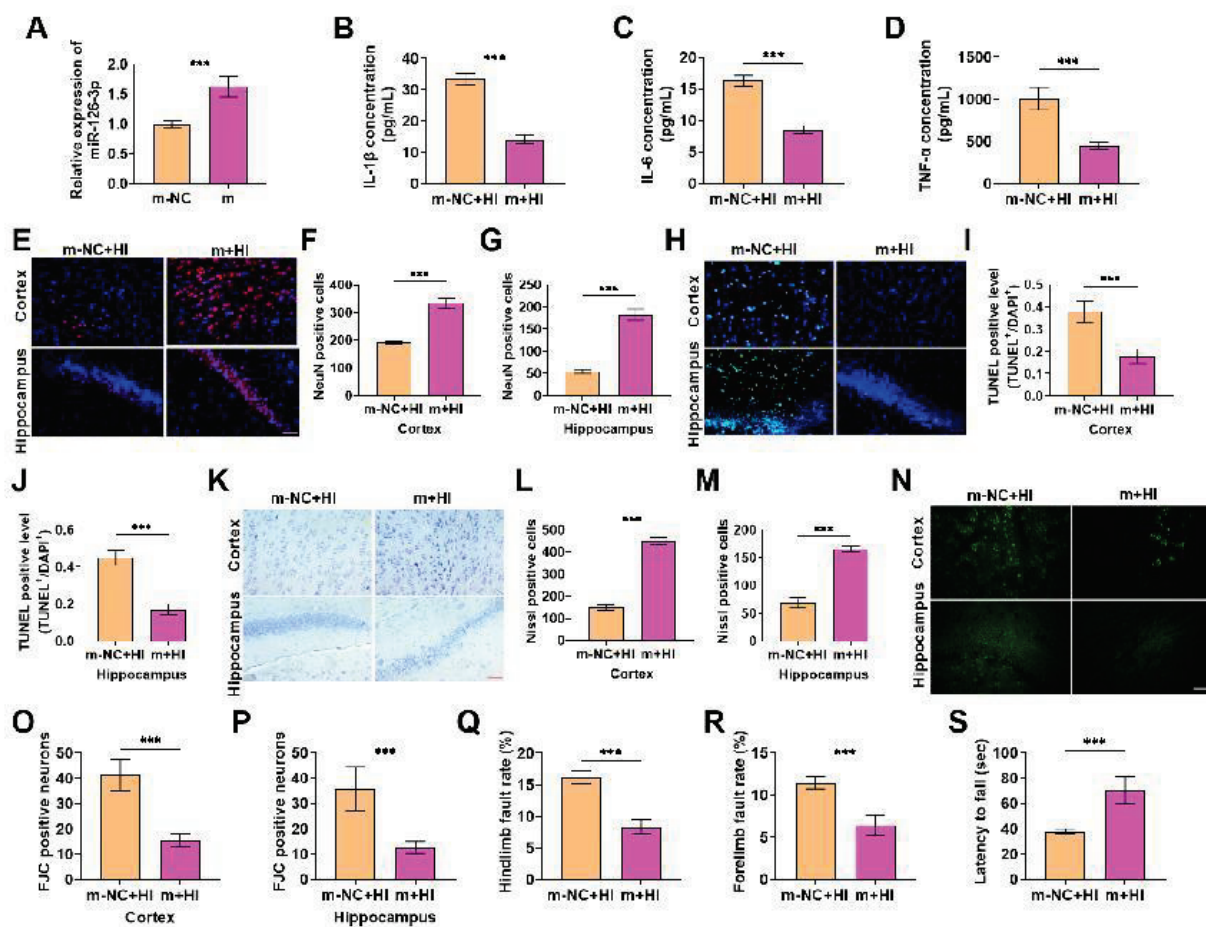 A
Relative expression of
miR-126-3p
2.0
1.5
1.0
0.5
0.0
***
m-NC
m
B
IL-1β concentration
(pg/mL)
40
30
20
10
0
***
m-NC+HI
m+HI
C
IL-6 concentration
(pg/mL)
20
15
10
5
0
***
m-NC+HI
m+HI
D
TNF-α concentration
(pg/mL)
1500
1000
500
0
***
m-NC+HI
m+HI
E
m-NC+HI
m+HI
Cortex
Hippocampus
F
NeuN positive cells
400
300
200
100
0
***
m-NC+HI
m+HI
Cortex
G
NeuN positive cells
250
200
150
100
50
0
***
m-NC+HI
m+HI
Hippocampus
H
m-NC+HI
m+HI
Cortex
Hippocampus
I
TUNEL positive level
(TUNEL+/DAPI+)
0.5
0.4
0.3
0.2
0.1
0.0
***
m-NC+HI
m+HI
Cortex
J
TUNEL positive level
(TUNEL+/DAPI+)
0.6
0.4
0.2
0.0
***
m-NC+HI
m+HI
Hippocampus
K
m-NC+HI
m+HI
Cortex
Hippocampus
L
Nissl positive cells
500
400
300
200
100
0
***
m-NC+HI
m+HI
Cortex
M
Nissl positive cells
200
150
100
50
0
***
m-NC+HI
m+HI
Hippocampus
N
m-NC+HI
m+HI
Cortex
Hippocampus
O
FJC positive neurons
50
40
30
20
10
0
***
m-NC+HI
m+HI
Cortex
P
FJC positive neurons
50
40
30
20
10
0
***
m-NC+HI
m+HI
Hippocampus
Q
Hindlimb fault rate (%)
20
15
10
5
0
***
m-NC+HI
m+HI
R
Forelimb fault rate (%)
15
10
5
0
***
m-NC+HI
m+HI
S
Latency to fall (sec)
100
80
60
40
20
0
***
m-NC+HI
m+HI